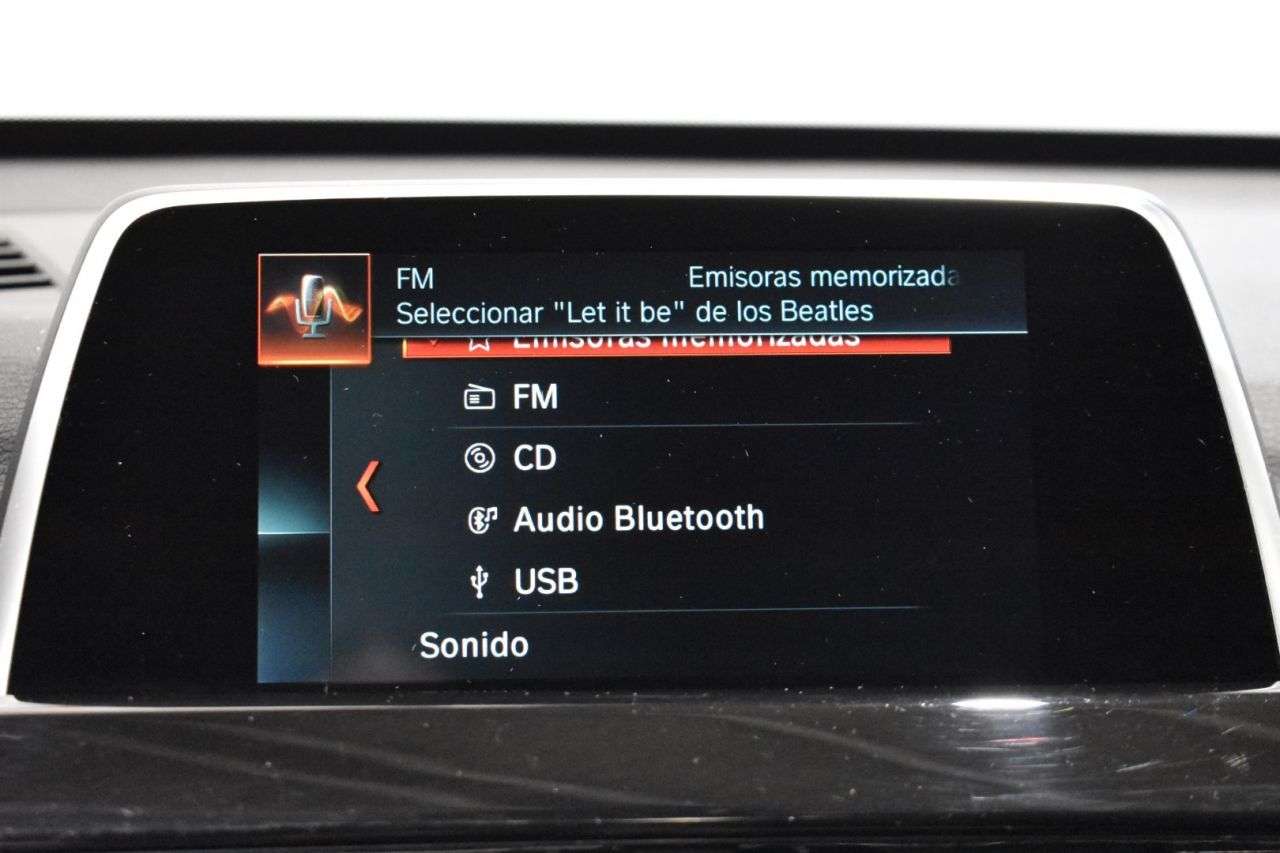 FM Emisoras memorizada
Seleccionar "Let it be" de los Beatles
Emisoras memorizadas
FM
CD
Audio Bluetooth
USB
Sonido